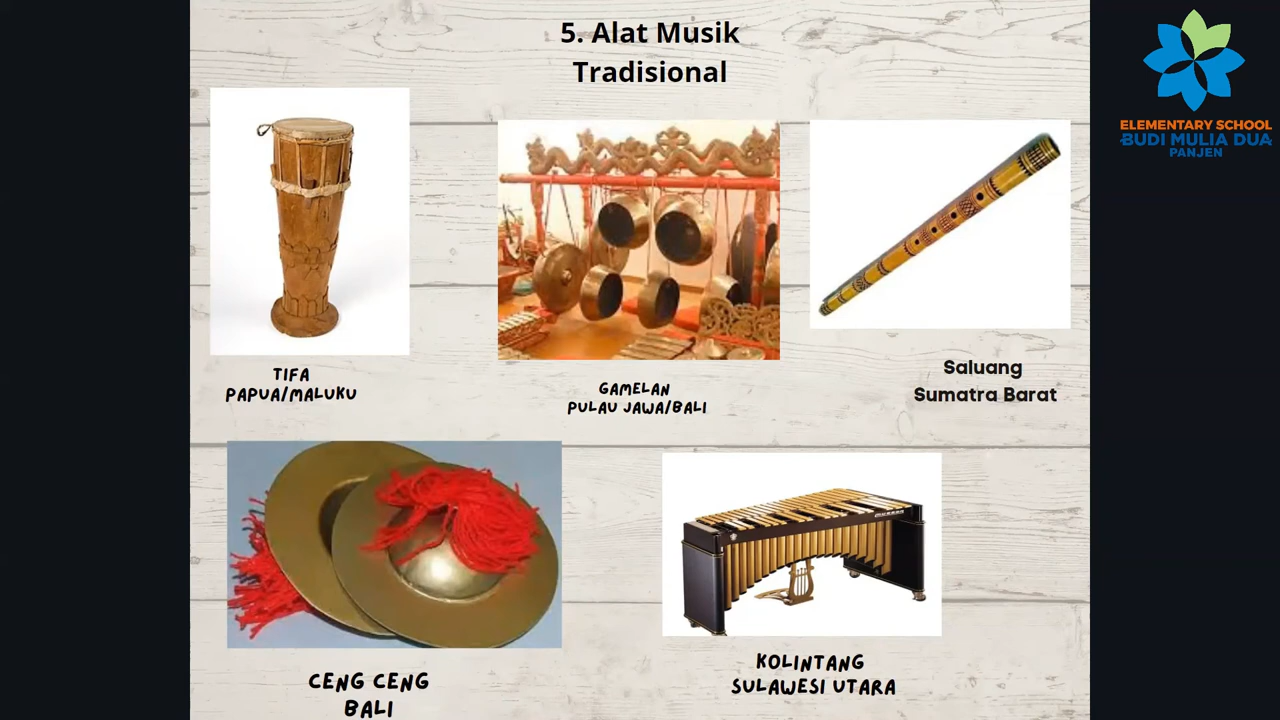 5. Alat Musik
Tradisional
ELEMENTARY SCHOOL
BUDI MULIA DUA
PANJEN
TIFA
PAPUA/MALUKU
GAMELAN
PULAU JAWA/BALI
Saluang
Sumatra Barat
CENG CENG
BALI
KOLINTANG
SULAWESI UTARA